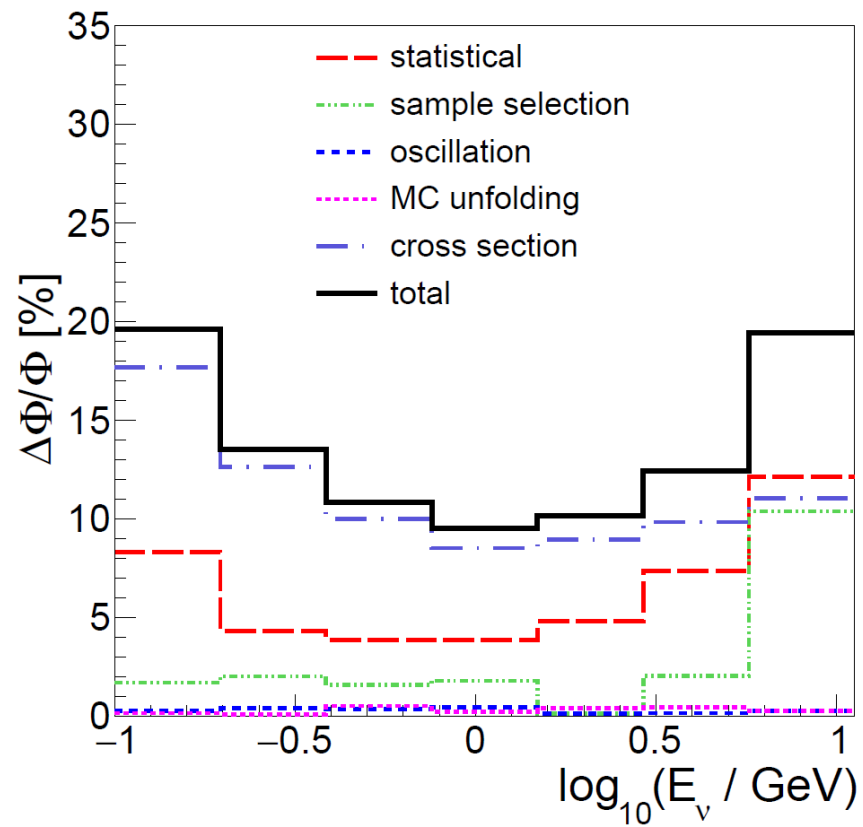 35
30
25
20
15
10
5
0
ΔΦ/Φ [%]
statistical
sample selection
oscillation
MC unfolding
cross section
total
−1 −0.5 0 0.5 1
log₁₀(Eᵥ / GeV)